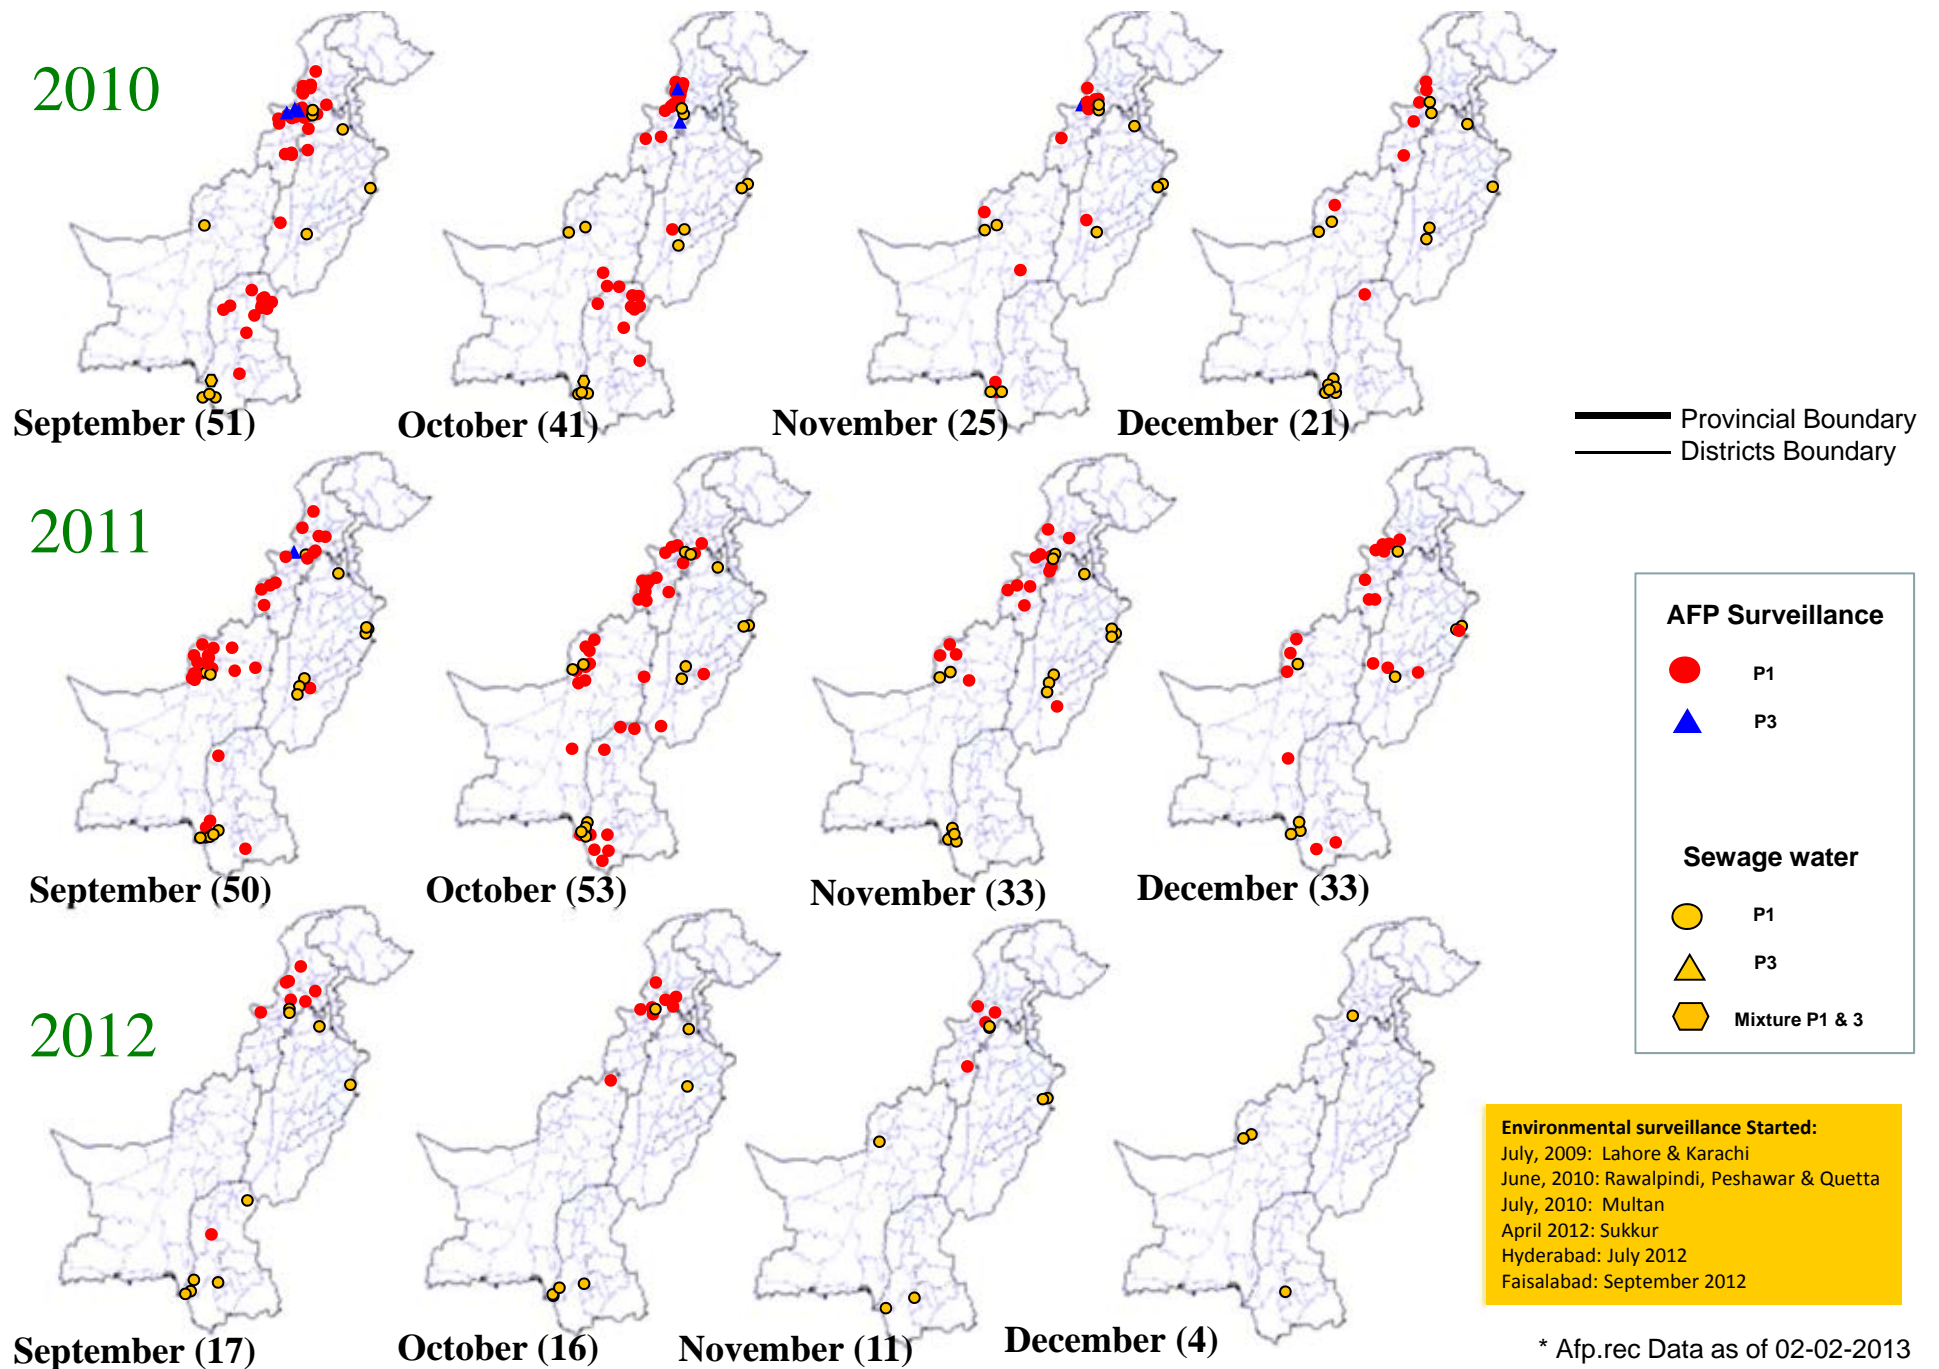 2010
September (51)
October (41)
November (25)
December (21)
Provincial Boundary
Districts Boundary
2011
September (50)
October (53)
November (33)
December (33)
AFP Surveillance
P1
P3
Sewage water
P1
P3
Mixture P1 & 3
2012
September (17)
October (16)
November (11)
December (4)
Environmental surveillance Started:
July, 2009: Lahore & Karachi
June, 2010: Rawalpindi, Peshawar & Quetta
July, 2010: Multan
April 2012: Sukkur
Hyderabad: July 2012
Faisalabad: September 2012
* Afp.rec Data as of 02-02-2013